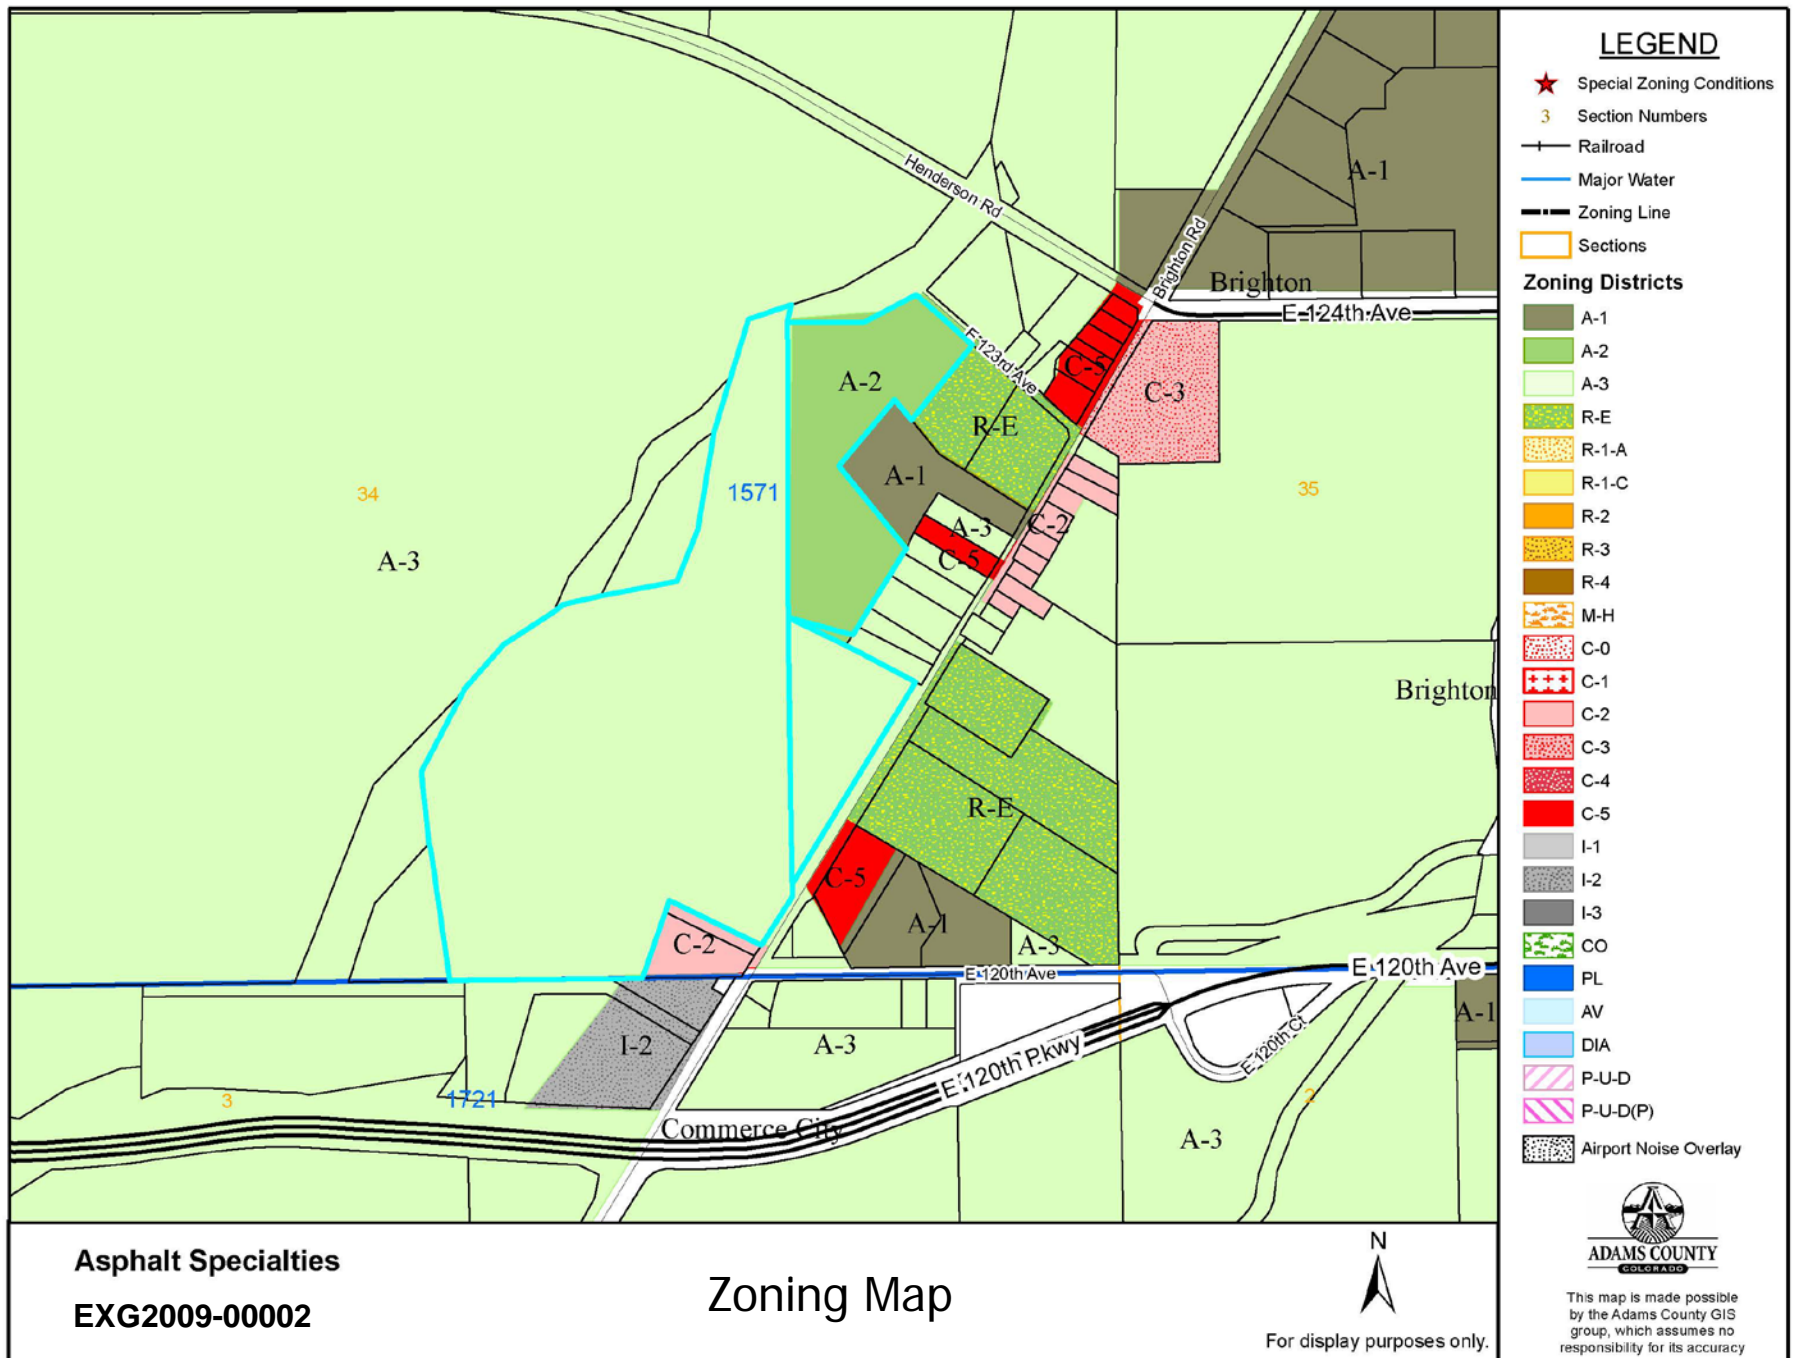 Henderson Rd
Brighton Rd
A-1
Brighton
E 124th Ave
E 123rd Ave
C-5
C-3
A-2
R-E
34
1571
A-1
35
A-3
A-3
C-2
C-5
Brighton
R-E
C-5
A-1
C-2
A-3
E 120th Ave
E 120th Ave
A-1
I-2
A-3
E 120th Pkwy
E 120th Ct
3
1721
2
Commerce City
A-3
LEGEND
Special Zoning Conditions
3 Section Numbers
Railroad
Major Water
Zoning Line
Sections
Zoning Districts
A-1
A-2
A-3
R-E
R-1-A
R-1-C
R-2
R-3
R-4
M-H
C-0
C-1
C-2
C-3
C-4
C-5
I-1
I-2
I-3
CO
PL
AV
DIA
P-U-D
P-U-D(P)
Airport Noise Overlay
ADAMS COUNTY
COLORADO
This map is made possible
by the Adams County GIS
group, which assumes no
responsibility for its accuracy
Asphalt Specialties
EXG2009-00002
Zoning Map
N
For display purposes only.